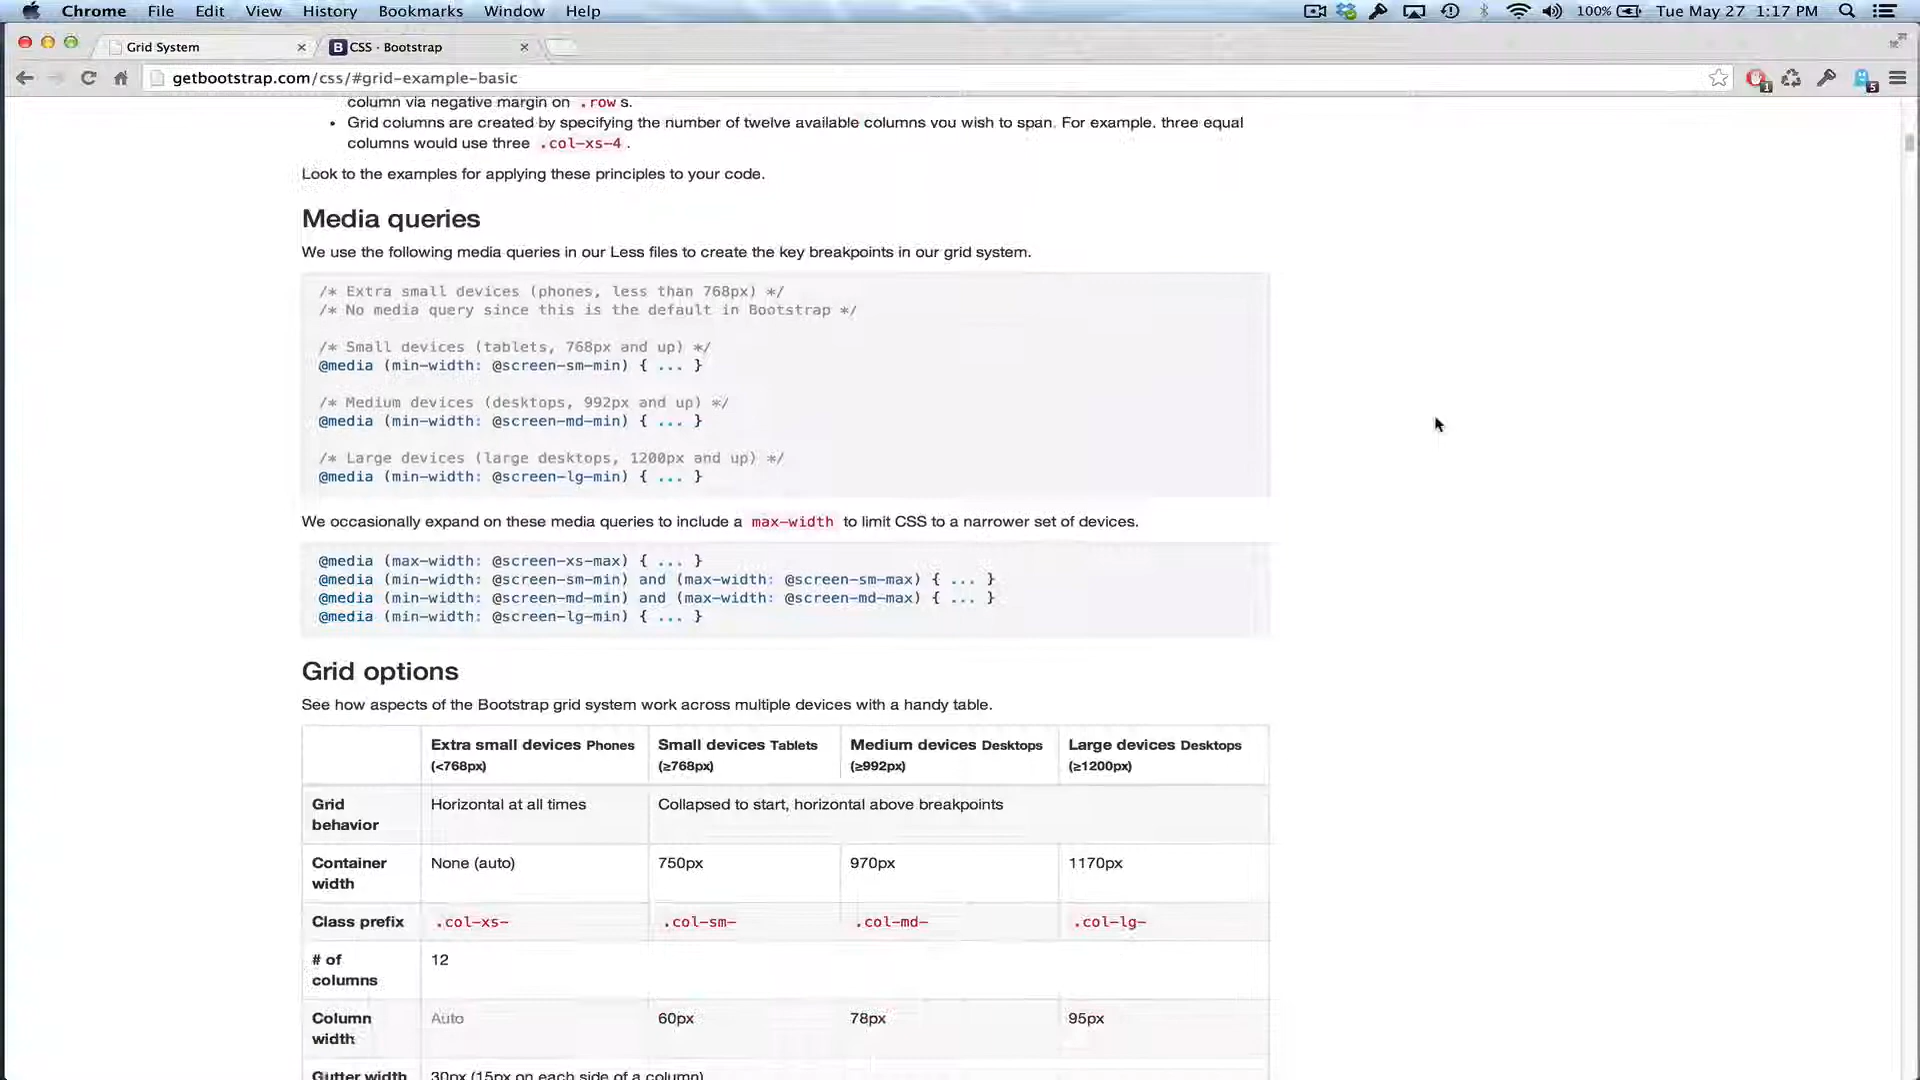 Chrome File Edit View History Bookmarks Window Help 100% Tue May 27 1:17 PM
Grid System × B CSS · Bootstrap ×
getbootstrap.com/css/#grid-example-basic 1 5
column via negative margin on .row s.
• Grid columns are created by specifying the number of twelve available columns you wish to span. For example, three equal
columns would use three .col-xs-4 .
Look to the examples for applying these principles to your code.
Media queries
We use the following media queries in our Less files to create the key breakpoints in our grid system.
/* Extra small devices (phones, less than 768px) */
/* No media query since this is the default in Bootstrap */
/* Small devices (tablets, 768px and up) */
@media (min-width: @screen-sm-min) { ... }
/* Medium devices (desktops, 992px and up) */
@media (min-width: @screen-md-min) { ... }
/* Large devices (large desktops, 1200px and up) */
@media (min-width: @screen-lg-min) { ... }
We occasionally expand on these media queries to include a max-width to limit CSS to a narrower set of devices.
@media (max-width: @screen-xs-max) { ... }
@media (min-width: @screen-sm-min) and (max-width: @screen-sm-max) { ... }
@media (min-width: @screen-md-min) and (max-width: @screen-md-max) { ... }
@media (min-width: @screen-lg-min) { ... }
Grid options
See how aspects of the Bootstrap grid system work across multiple devices with a handy table.
Extra small devices Phones Small devices Tablets Medium devices Desktops Large devices Desktops
(<768px) (≥768px) (≥992px) (≥1200px)
Grid Horizontal at all times Collapsed to start, horizontal above breakpoints
behavior
Container None (auto) 750px 970px 1170px
width
Class prefix .col-xs- .col-sm- .col-md- .col-lg-
# of 12
columns
Column Auto 60px 78px 95px
width
Gutter width 30px (15px on each side of a column)